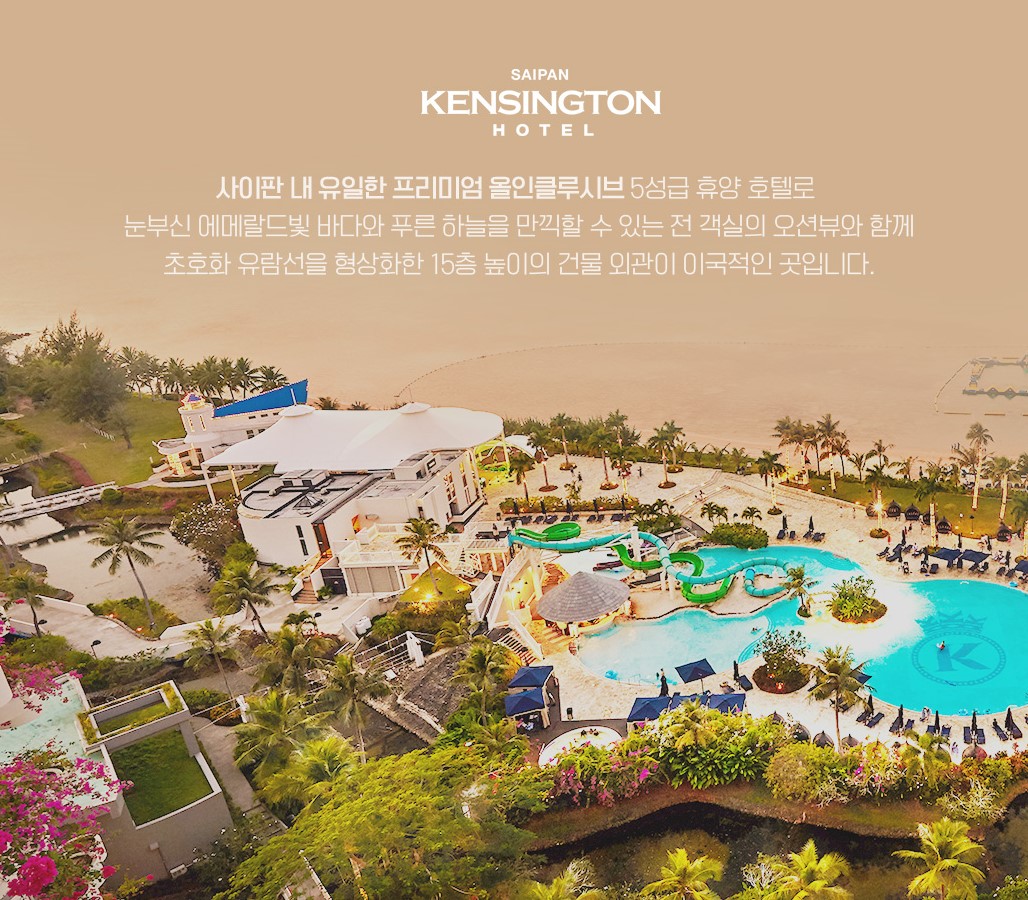 SAIPAN
KENSINGTON
HOTEL
사이판 내 유일한 프리미엄 올인클루시브 5성급 휴양 호텔로
눈부신 에메랄드빛 바다와 푸른 하늘을 만끽할 수 있는 전 객실의 오션뷰와 함께
초호화 유람선을 형상화한 15층 높이의 건물 외관이 이국적인 곳입니다.
K